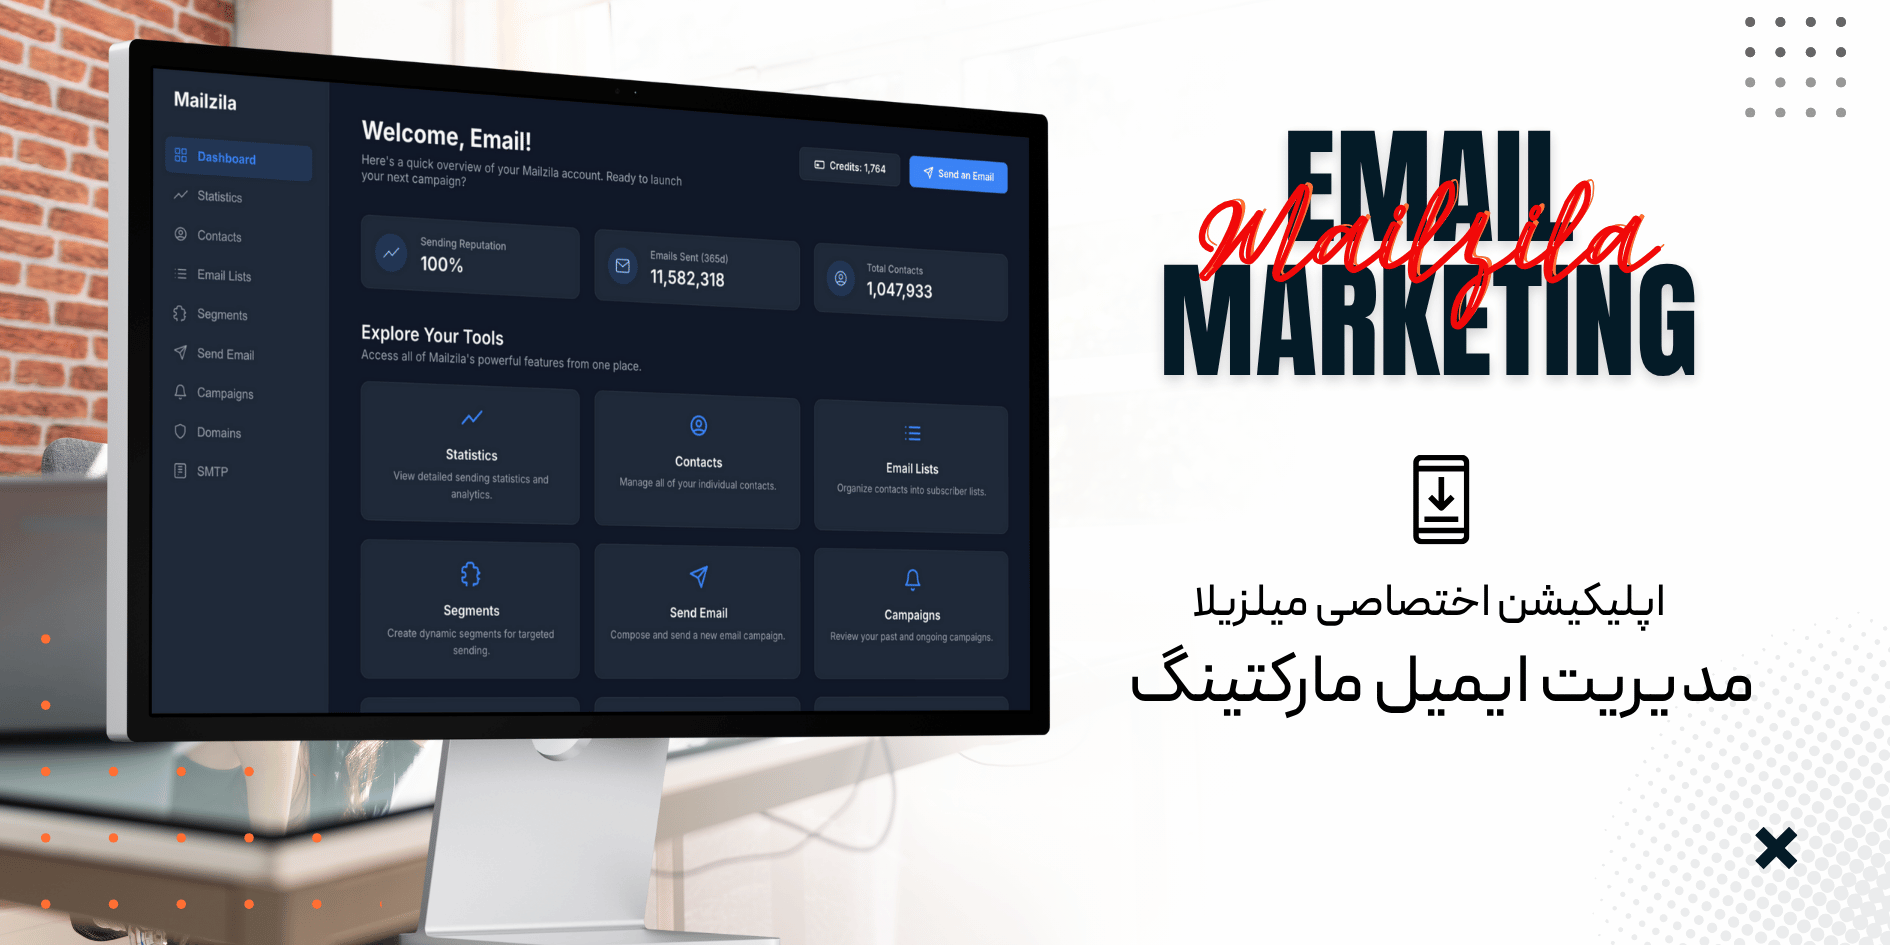 Mailzila
Dashboard
Statistics
Contacts
Email Lists
Segments
Send Email
Campaigns
Domains
SMTP
Welcome, Email!
Here's a quick overview of your Mailzila account. Ready to launch
your next campaign?
Credits: 1,764
Send an Email
Sending Reputation
100%
Emails Sent (365d)
11,582,318
Total Contacts
1,047,933
Explore Your Tools
Access all of Mailzila's powerful features from one place.
Statistics
View detailed sending statistics and
analytics.
Contacts
Manage all of your individual contacts.
Email Lists
Organize contacts into subscriber lists.
Segments
Create dynamic segments for targeted
sending.
Send Email
Compose and send a new email campaign.
Campaigns
Review your past and ongoing campaigns.
EMAIL
Mailzila
MARKETING
اپلیکیشن اختصاصی میلزیلا
مدیریت ایمیل مارکتینگ